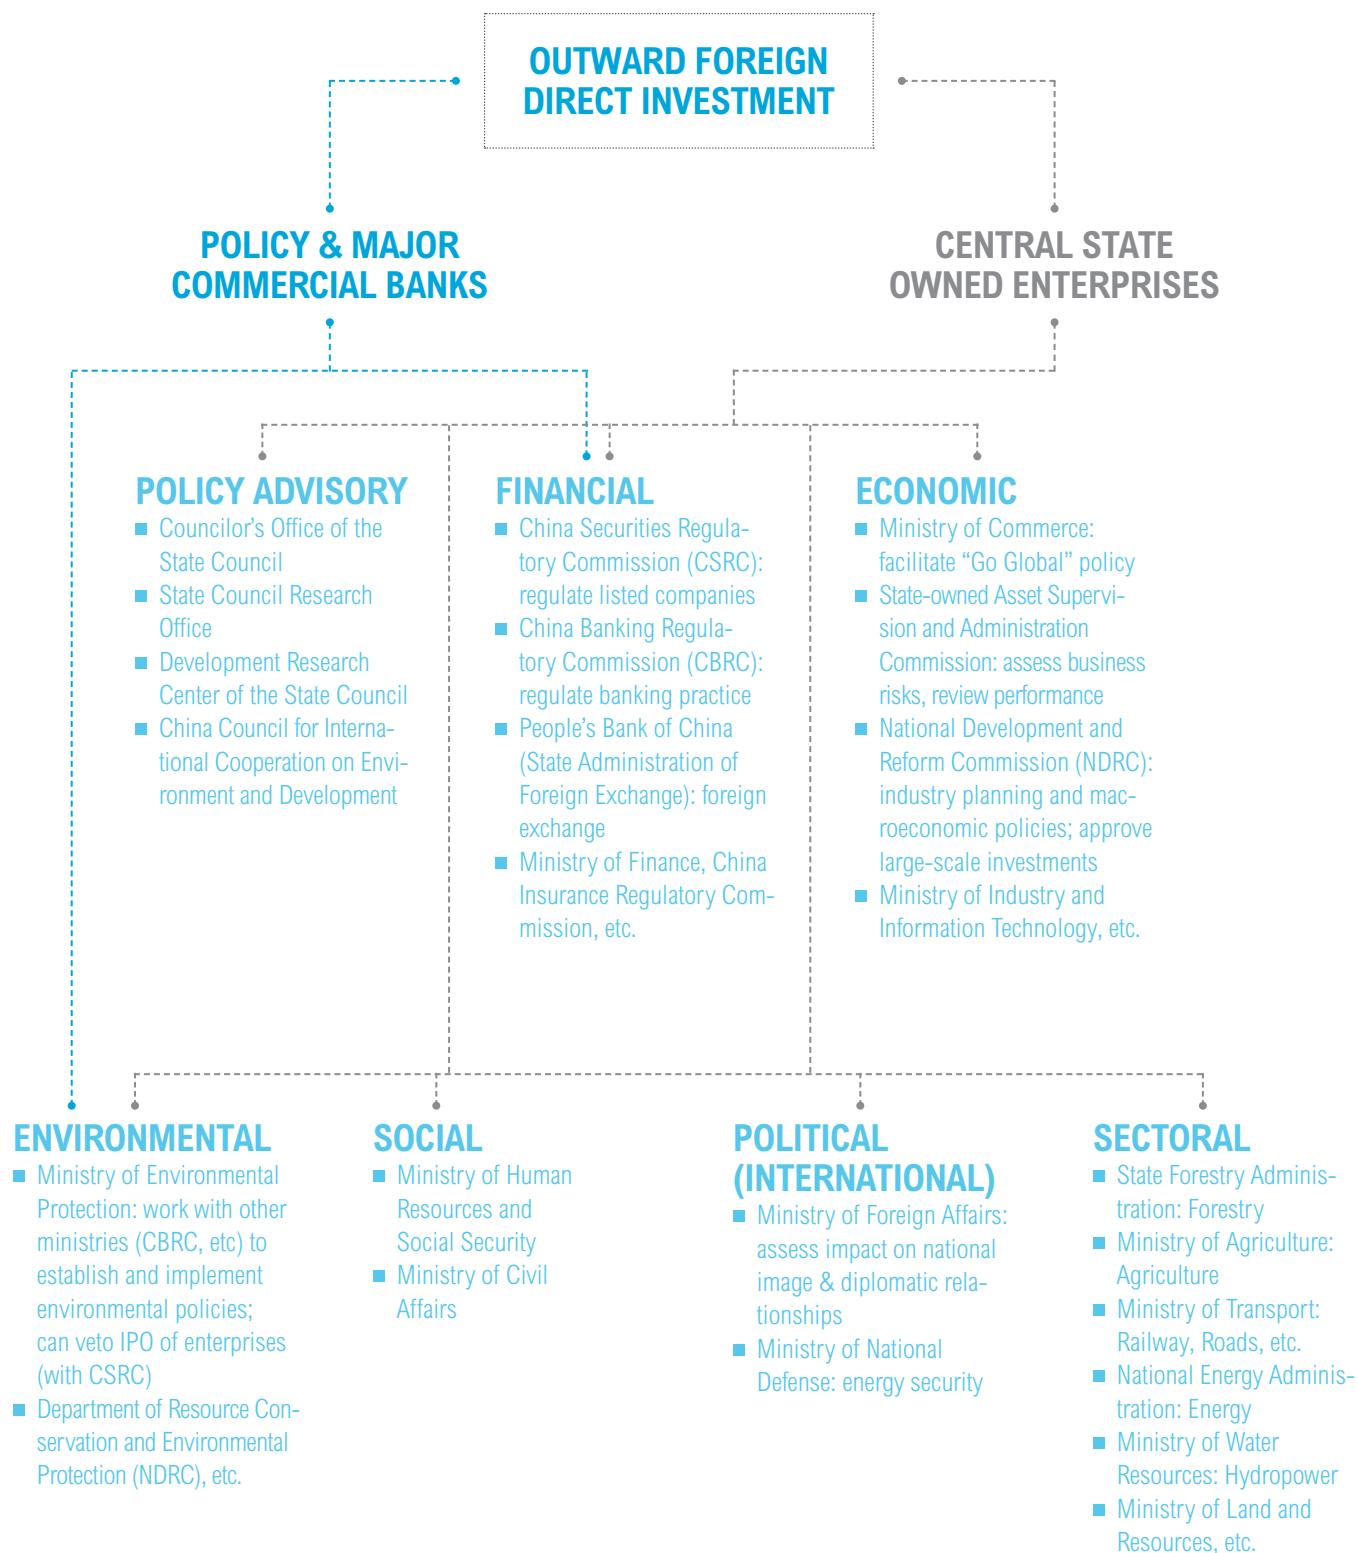 OUTWARD FOREIGN
DIRECT INVESTMENT
POLICY & MAJOR
COMMERCIAL BANKS
CENTRAL STATE
OWNED ENTERPRISES
POLICY ADVISORY
Councilor’s Office of the
State Council
State Council Research
Office
Development Research
Center of the State Council
China Council for Interna-
tional Cooperation on Envi-
ronment and Development
FINANCIAL
China Securities Regula-
tory Commission (CSRC):
regulate listed companies
China Banking Regula-
tory Commission (CBRC):
regulate banking practice
People’s Bank of China
(State Administration of
Foreign Exchange): foreign
exchange
Ministry of Finance, China
Insurance Regulatory Com-
mission, etc.
ECONOMIC
Ministry of Commerce:
facilitate “Go Global” policy
State-owned Asset Supervi-
sion and Administration
Commission: assess business
risks, review performance
National Development and
Reform Commission (NDRC):
industry planning and mac-
roeconomic policies; approve
large-scale investments
Ministry of Industry and
Information Technology, etc.
ENVIRONMENTAL
Ministry of Environmental
Protection: work with other
ministries (CBRC, etc) to
establish and implement
environmental policies;
can veto IPO of enterprises
(with CSRC)
Department of Resource Con-
servation and Environmental
Protection (NDRC), etc.
SOCIAL
Ministry of Human
Resources and
Social Security
Ministry of Civil
Affairs
POLITICAL
(INTERNATIONAL)
Ministry of Foreign Affairs:
assess impact on national
image & diplomatic rela-
tionships
Ministry of National
Defense: energy security
SECTORAL
State Forestry Adminis-
tration: Forestry
Ministry of Agriculture:
Agriculture
Ministry of Transport:
Railway, Roads, etc.
National Energy Adminis-
tration: Energy
Ministry of Water
Resources: Hydropower
Ministry of Land and
Resources, etc.